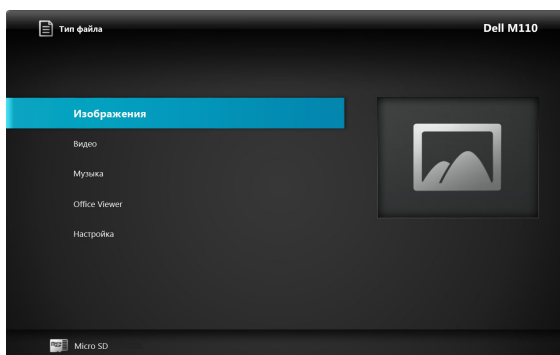 Тип файла
Dell M110
Изображения
Видео
Музыка
Office Viewer
Настройка
Micro SD